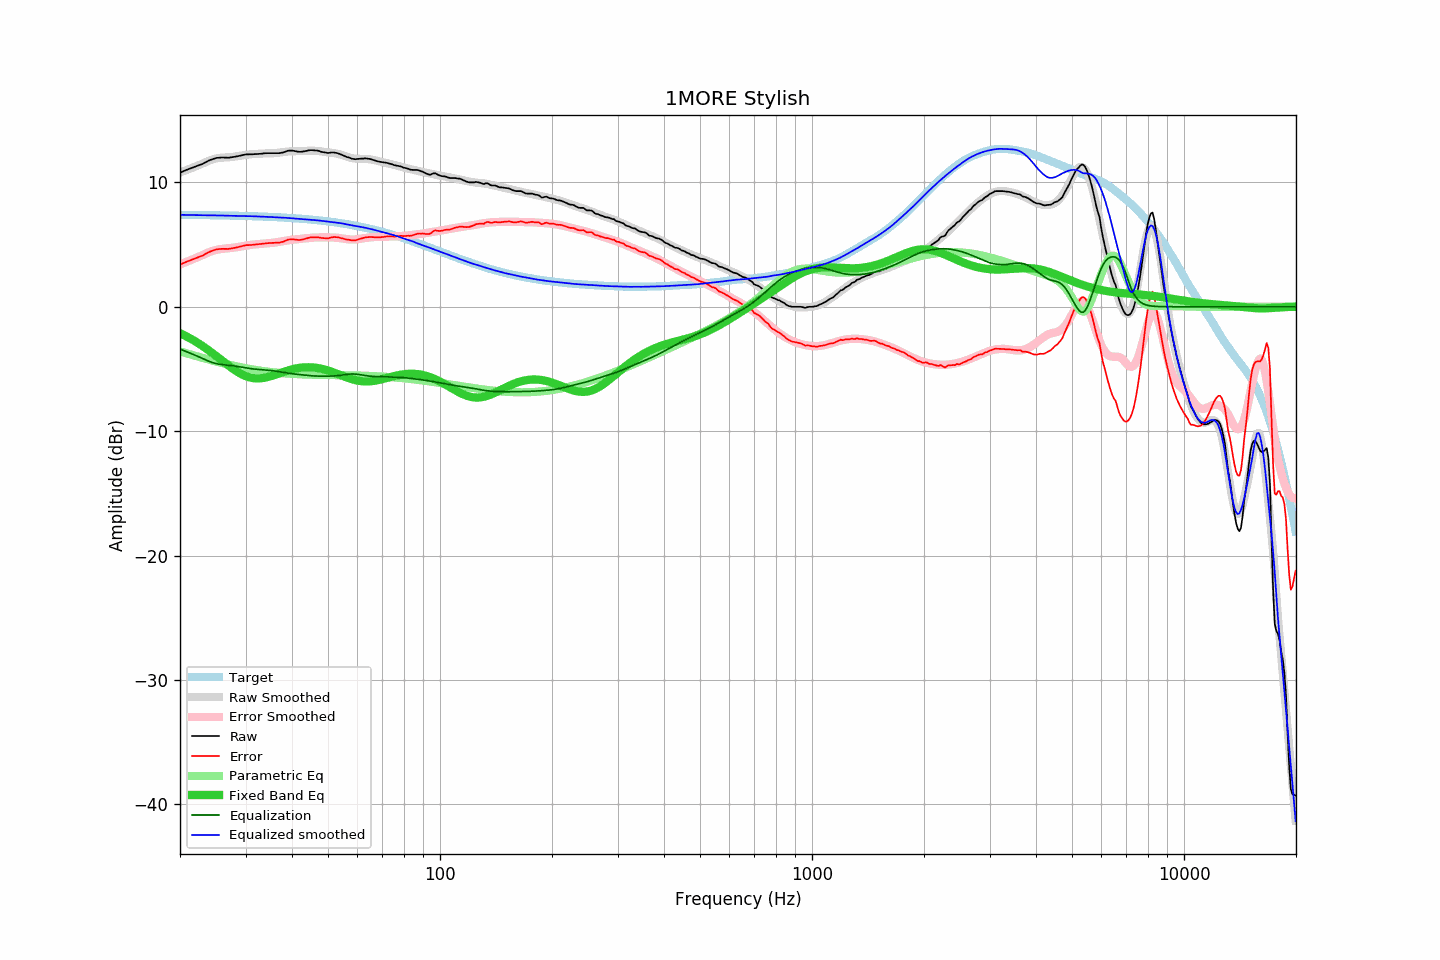 1MORE Stylish
10
0
−10
−20
−30
−40
Amplitude (dBr)
Target
Raw Smoothed
Error Smoothed
Raw
Error
Parametric Eq
Fixed Band Eq
Equalization
Equalized smoothed
100 1000 10000
Frequency (Hz)